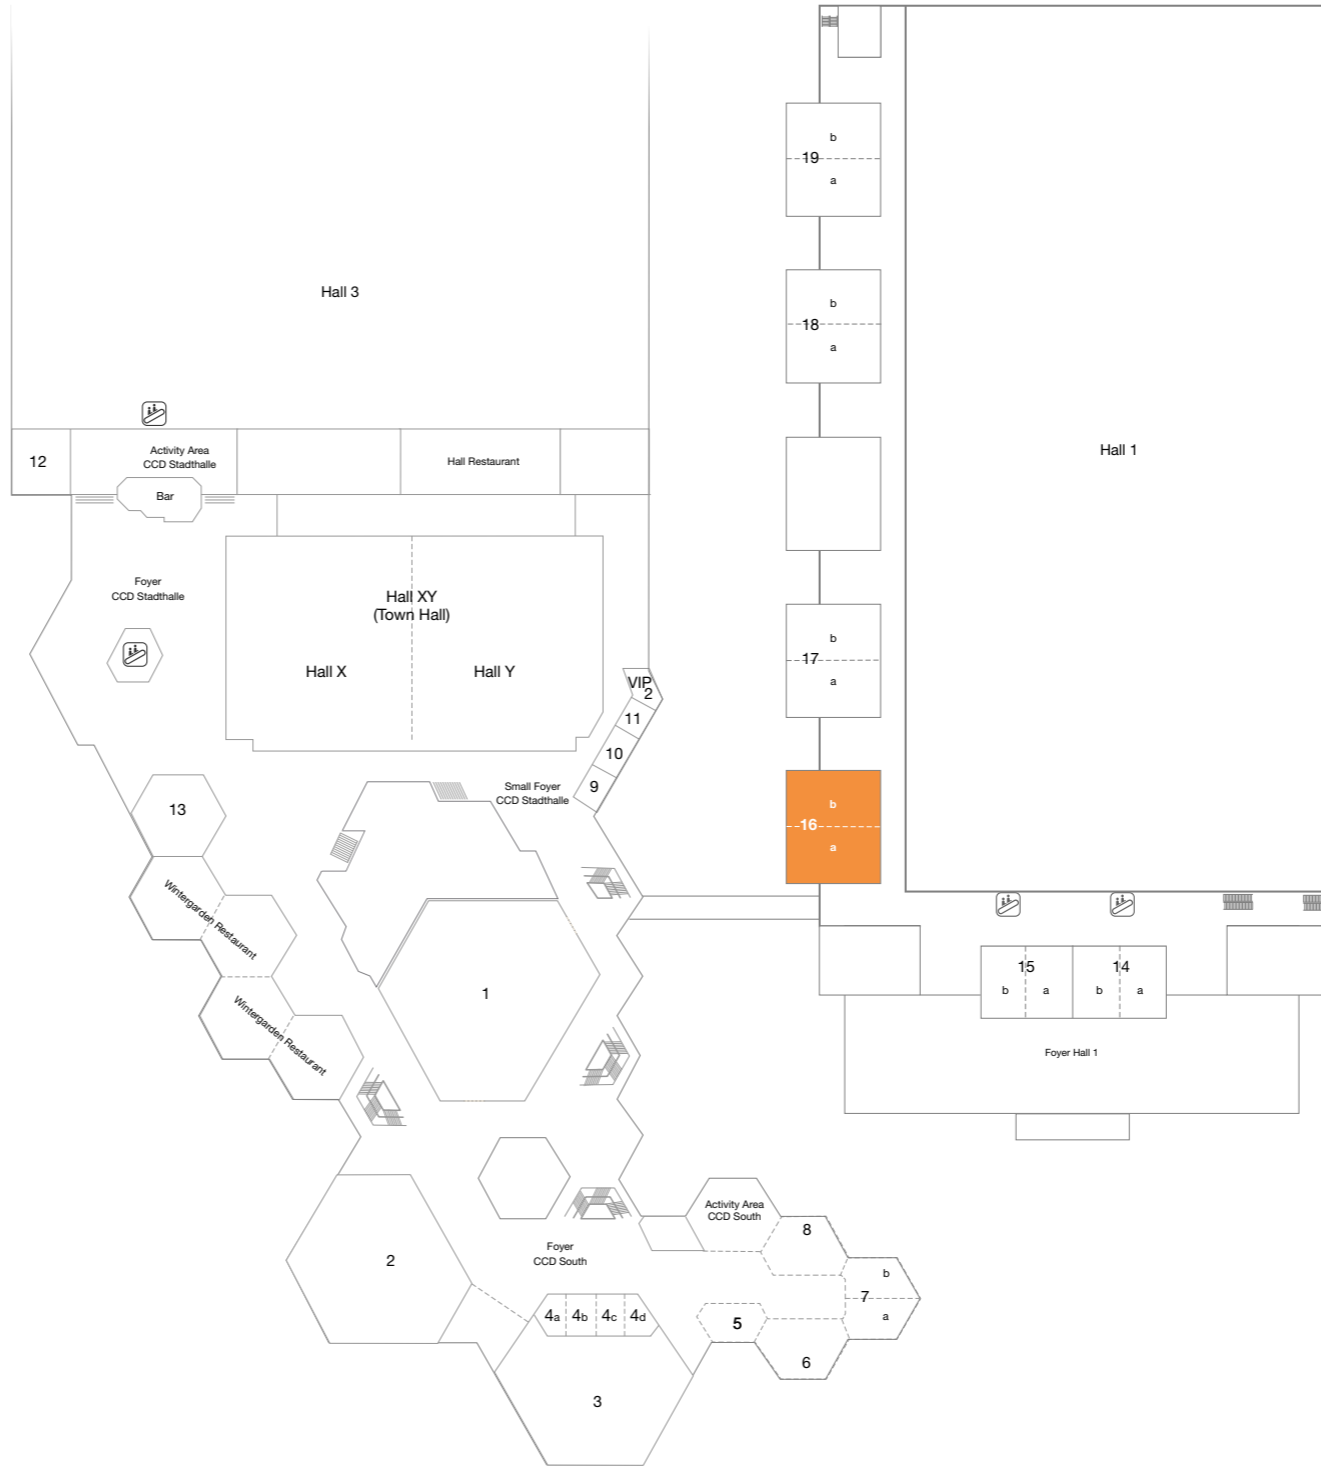 b
19
a
Hall 3
b
18
a
Hall 1
12
Activity Area
CCD Stadthalle
Hall Restaurant
Bar
Foyer
CCD Stadthalle
Hall XY
(Town Hall)
Hall X
Hall Y
b
17
a
VIP
2
11
10
9
Small Foyer
CCD Stadthalle
13
b
16
a
Wintergarden Restaurant
Wintergarden Restaurant
1
15
b
a
14
b
a
Foyer Hall 1
Activity Area
CCD South
8
2
Foyer
CCD South
b
7
a
4a
4b
4c
4d
5
6
3